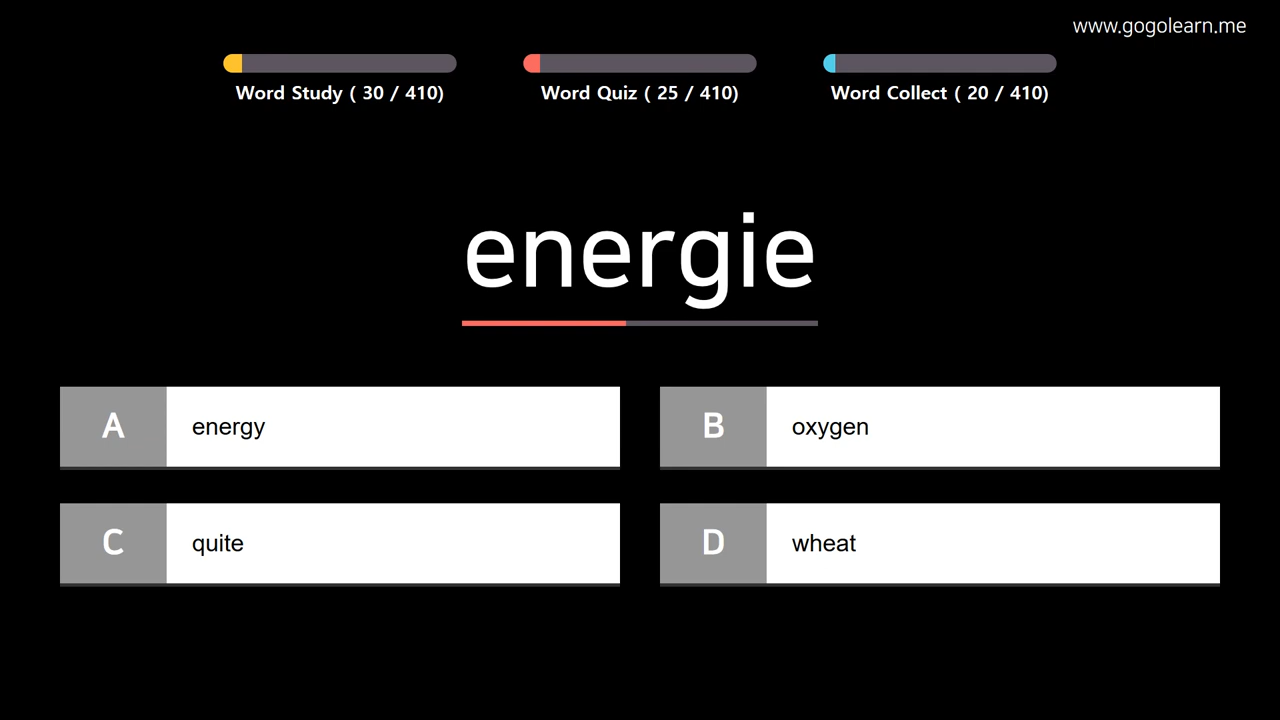 www.gogolearn.me
Word Study ( 30 / 410)
Word Quiz ( 25 / 410)
Word Collect ( 20 / 410)
energie
A energy
B oxygen
C quite
D wheat